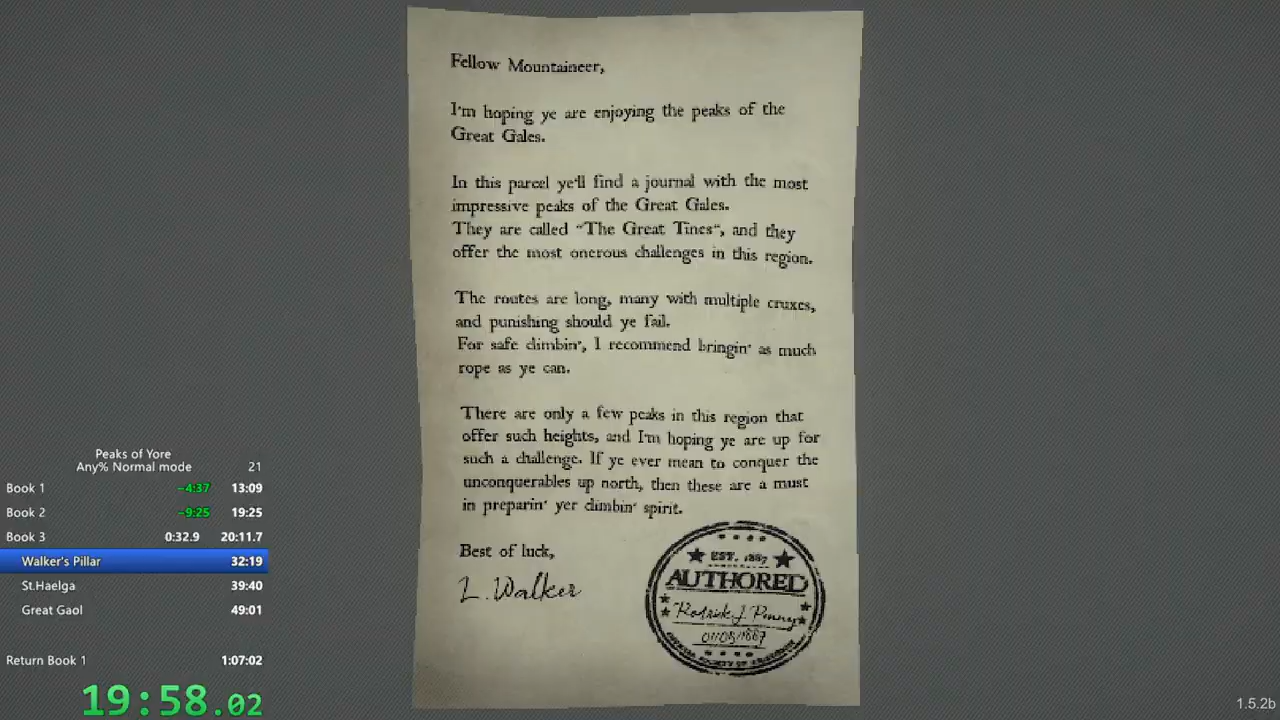 Fellow Mountaineer,
I'm hoping ye are enjoying the peaks of the
Great Gales.
In this parcel ye'll find a journal with the most
impressive peaks of the Great Gales.
They are called "The Great Tines", and they
offer the most onerous challenges in this region.
The routes are long, many with multiple cruxes,
and punishing should ye fail.
For safe climbin', I recommend bringin' as much
rope as ye can.
There are only a few peaks in this region that
offer such heights, and I'm hoping ye are up for
such a challenge. If ye ever mean to conquer the
unconquerables up north, then these are a must
in preparin' yer climbin' spirit.
Best of luck,
L. Walker
EST. 1887
AUTHORED
Rodrick J. Penny
01/05/1887
Peaks of Yore
Any% Normal mode 21
Book 1 -4:37 13:09
Book 2 -9:25 19:25
Book 3 0:32.9 20:11.7
Walker's Pillar 32:19
St.Haelga 39:40
Great Gaol 49:01
Return Book 1 1:07:02
19:58.02
1.5.2b